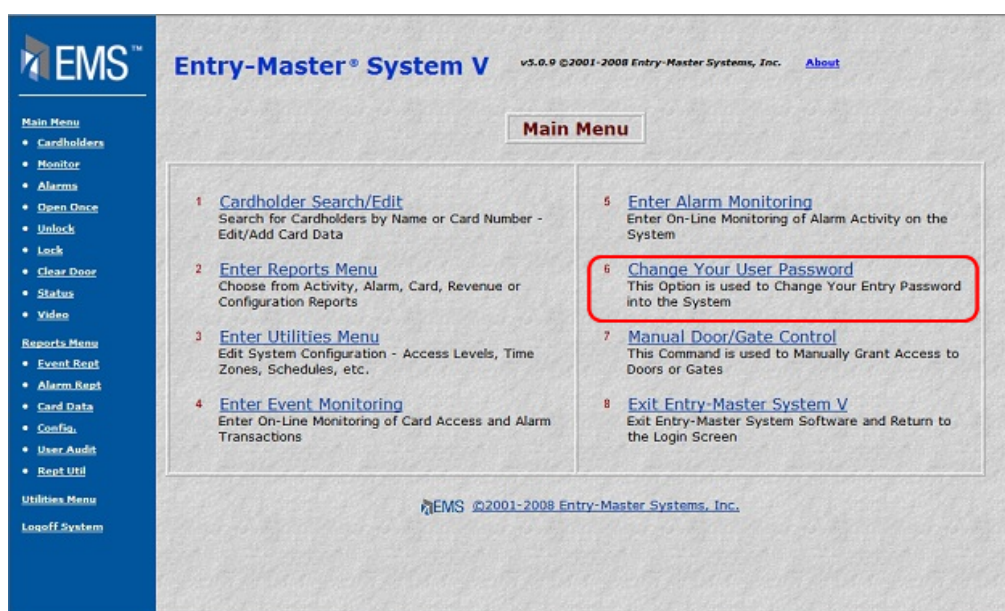 EMS™
Entry-Master® System V
v5.0.9 ©2001-2008 Entry-Master Systems, Inc.
About
Main Menu
Main Menu
• Cardholders
• Monitor
• Alarms
• Open Once
• Unlock
• Lock
• Clear Door
• Status
• Video
Reports Menu
• Event Rept
• Alarm Rept
• Card Data
• Config.
• User Audit
• Rept Util
Utilities Menu
Logoff System
1 Cardholder Search/Edit
Search for Cardholders by Name or Card Number -
Edit/Add Card Data
2 Enter Reports Menu
Choose from Activity, Alarm, Card, Revenue or
Configuration Reports
3 Enter Utilities Menu
Edit System Configuration - Access Levels, Time
Zones, Schedules, etc.
4 Enter Event Monitoring
Enter On-Line Monitoring of Card Access and Alarm
Transactions
5 Enter Alarm Monitoring
Enter On-Line Monitoring of Alarm Activity on the
System
6 Change Your User Password
This Option is used to Change Your Entry Password
into the System
7 Manual Door/Gate Control
This Command is used to Manually Grant Access to
Doors or Gates
8 Exit Entry-Master System V
Exit Entry-Master System Software and Return to
the Login Screen
EMS ©2001-2008 Entry-Master Systems, Inc.